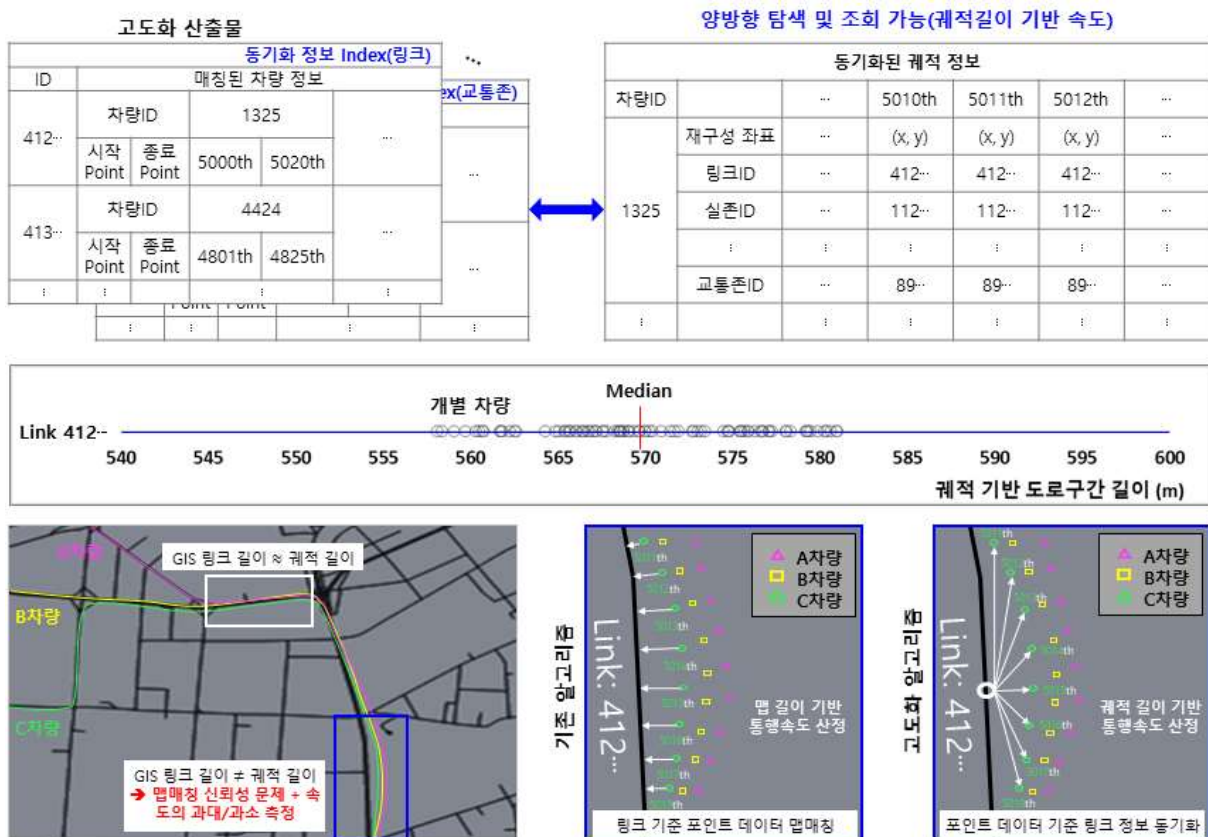 고도화 산출물
양방향 탐색 및 조회 가능(궤적길이 기반 속도)
동기화 정보 Index(링크)
...
ID 매칭된 차량 정보
ex(교통존)
412··· 차량ID 1325 ...
시작 Point 종료 Point 5000th 5020th
...
413··· 차량ID 4424 ...
시작 Point 종료 Point 4801th 4825th
...
Point Point
동기화된 궤적 정보
차량ID ... 5010th 5011th 5012th ...
1325
재구성 좌표 ... (x, y) (x, y) (x, y) ...
링크ID ... 412··· 412··· 412··· ...
실존ID ... 112··· 112··· 112··· ...
교통존ID ... 89··· 89··· 89··· ...
개별 차량
Median
Link 412···
540 545 550 555 560 565 570 575 580 585 590 595 600
궤적 기반 도로구간 길이 (m)
GIS 링크 길이 ≈ 궤적 길이
B차량
C차량
GIS 링크 길이 ≠ 궤적 길이
➔ 맵매칭 신뢰성 문제 + 속
도의 과대/과소 측정
기존 알고리즘
Link: 412···
A차량
B차량
C차량
맵 길이 기반
통행속도 산정
링크 기준 포인트 데이터 맵매칭
고도화 알고리즘
Link: 412···
A차량
B차량
C차량
궤적 길이 기반
통행속도 산정
포인트 데이터 기준 링크 정보 동기화